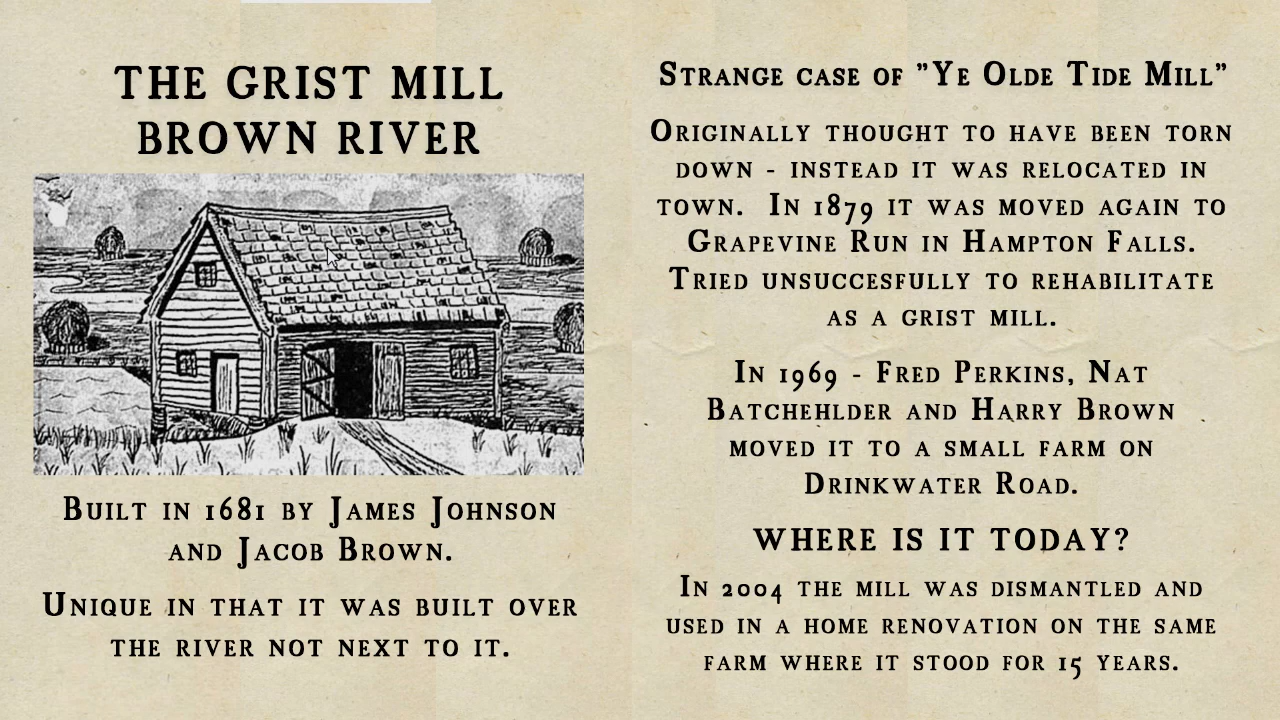 THE GRIST MILL
BROWN RIVER
Built in 1681 by James Johnson
and Jacob Brown.
Unique in that it was built over
the river not next to it.
Strange case of "Ye Olde Tide Mill"
Originally thought to have been torn
down - instead it was relocated in
town. In 1879 it was moved again to
Grapevine Run in Hampton Falls.
Tried unsuccesfully to rehabilitate
as a grist mill.
In 1969 - Fred Perkins, Nat
Batchehlder and Harry Brown
moved it to a small farm on
Drinkwater Road.
WHERE IS IT TODAY?
In 2004 the mill was dismantled and
used in a home renovation on the same
farm where it stood for 15 years.